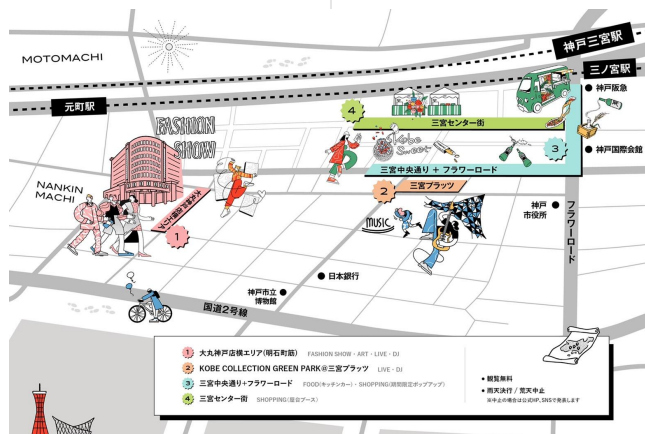 神戸三宮駅
MOTOMACHI
三ノ宮駅
神戸阪急
元町駅
4
三宮センター街
FASHION
SHOW
Kobe
Sweet
3
神戸国際会館
三宮中央通り + フラワーロード
NANKIN
MACHI
2
三宮プラッツ
神戸
市役所
フラワーロード
MUSIC
1
日本銀行
神戸市立
博物館
国道2号線
1 大丸神戸店横エリア(明石町筋) FASHION SHOW・ART・LIVE・DJ
2 KOBE COLLECTION GREEN PARK@三宮プラッツ LIVE・DJ
3 三宮中央通り+フラワーロード FOOD(キッチンカー)・SHOPPING(期間限定ポップアップ)
4 三宮センター街 SHOPPING(屋台ブース)
● 観覧無料
● 雨天決行 / 荒天中止
※中止の場合は公式HP、SNSで発表します